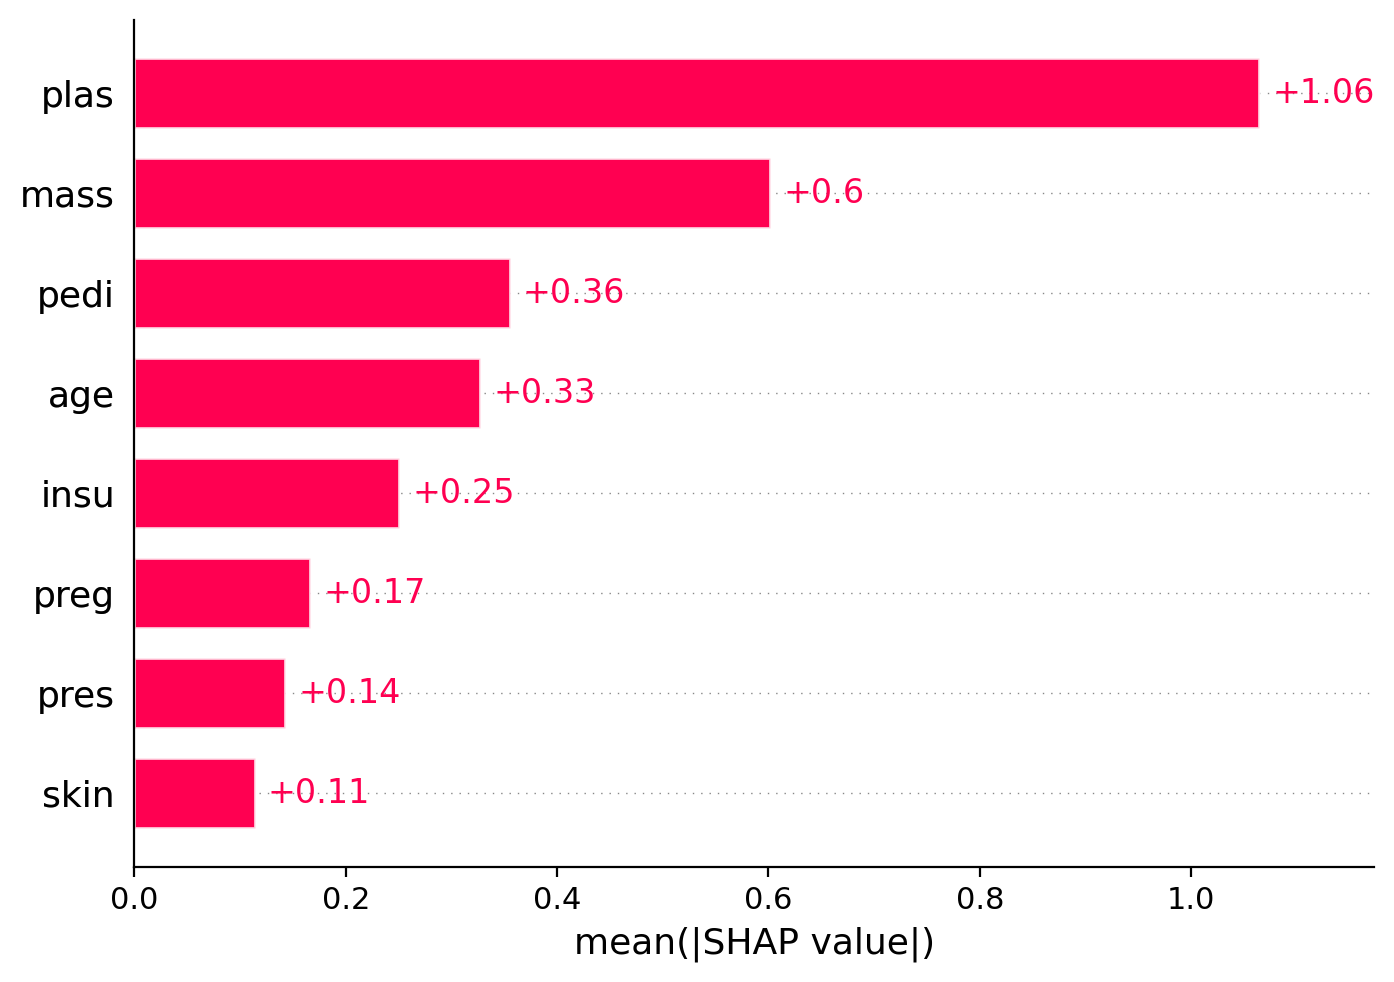 plas +1.06
mass +0.6
pedi +0.36
age +0.33
insu +0.25
preg +0.17
pres +0.14
skin +0.11
0.0 0.2 0.4 0.6 0.8 1.0
mean(|SHAP value|)